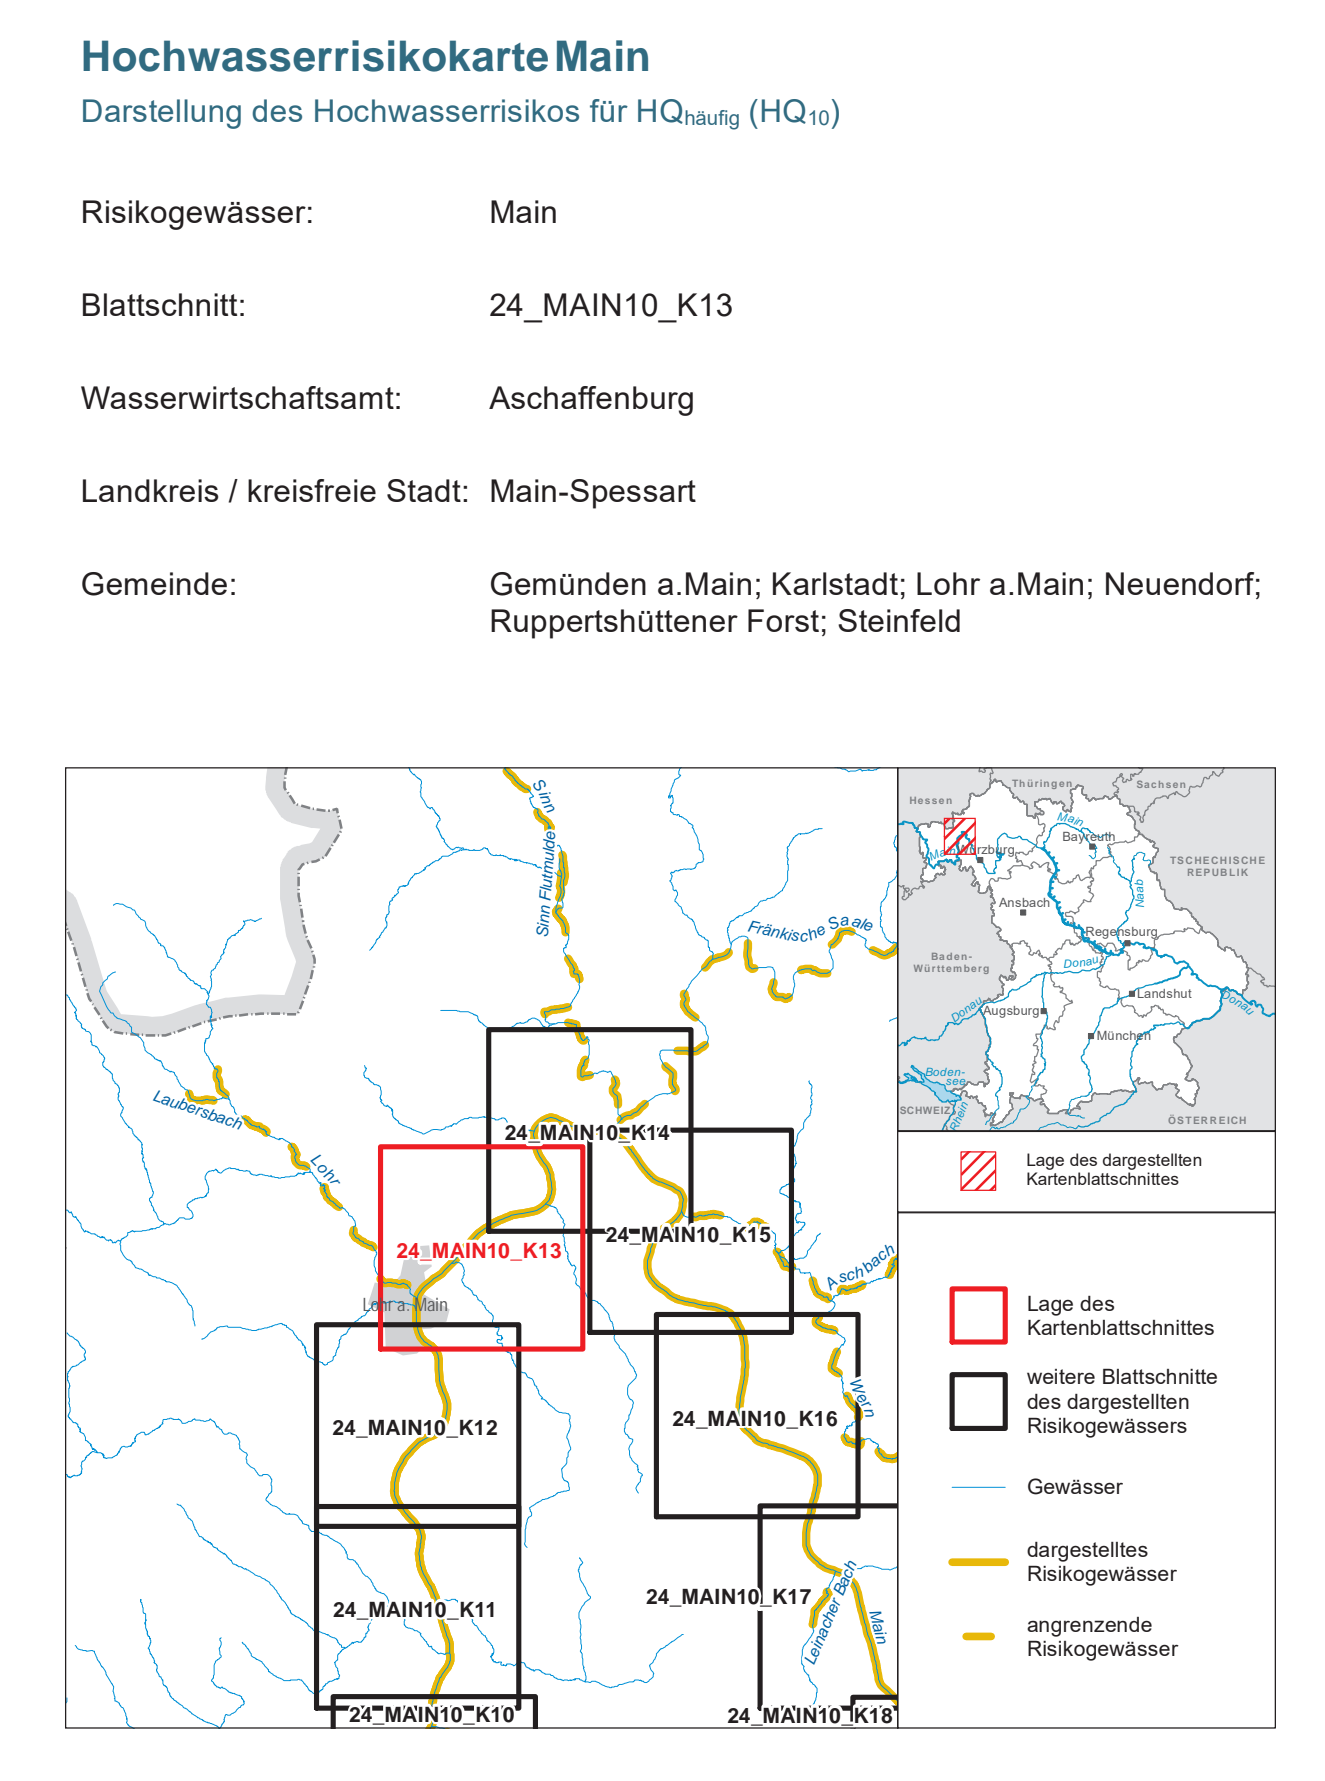 Hochwasserrisikokarte Main
Darstellung des Hochwasserrisikos für HQhäufig (HQ10)
Risikogewässer: Main
Blattschnitt: 24_MAIN10_K13
Wasserwirtschaftsamt: Aschaffenburg
Landkreis / kreisfreie Stadt: Main-Spessart
Gemeinde: Gemünden a.Main; Karlstadt; Lohr a.Main; Neuendorf;
Ruppertshüttener Forst; Steinfeld
Sinn
Sinn Flutmulde
Fränkische Saale
Laubersbach
Lohr
24_MAIN10_K14
24_MAIN10_K15
24_MAIN10_K13
Aschbach
Lohr a. Main
Wern
24_MAIN10_K16
24_MAIN10_K12
24_MAIN10_K17
24_MAIN10_K11
Leinacher Bach
Main
24_MAIN10_K10
24_MAIN10_K18
Thüringen
Sachsen
Hessen
Main
Bayreuth
Main
Würzburg
TSCHECHISCHE
REPUBLIK
Naab
Ansbach
Regensburg
Baden-
Württemberg
Donau
Landshut
Donau
Donau
Augsburg
München
Boden-
see
SCHWEIZ
Rhein
ÖSTERREICH
Lage des dargestellten
Kartenblattschnittes
Lage des
Kartenblattschnittes
weitere Blattschnitte
des dargestellten
Risikogewässers
Gewässer
dargestelltes
Risikogewässer
angrenzende
Risikogewässer